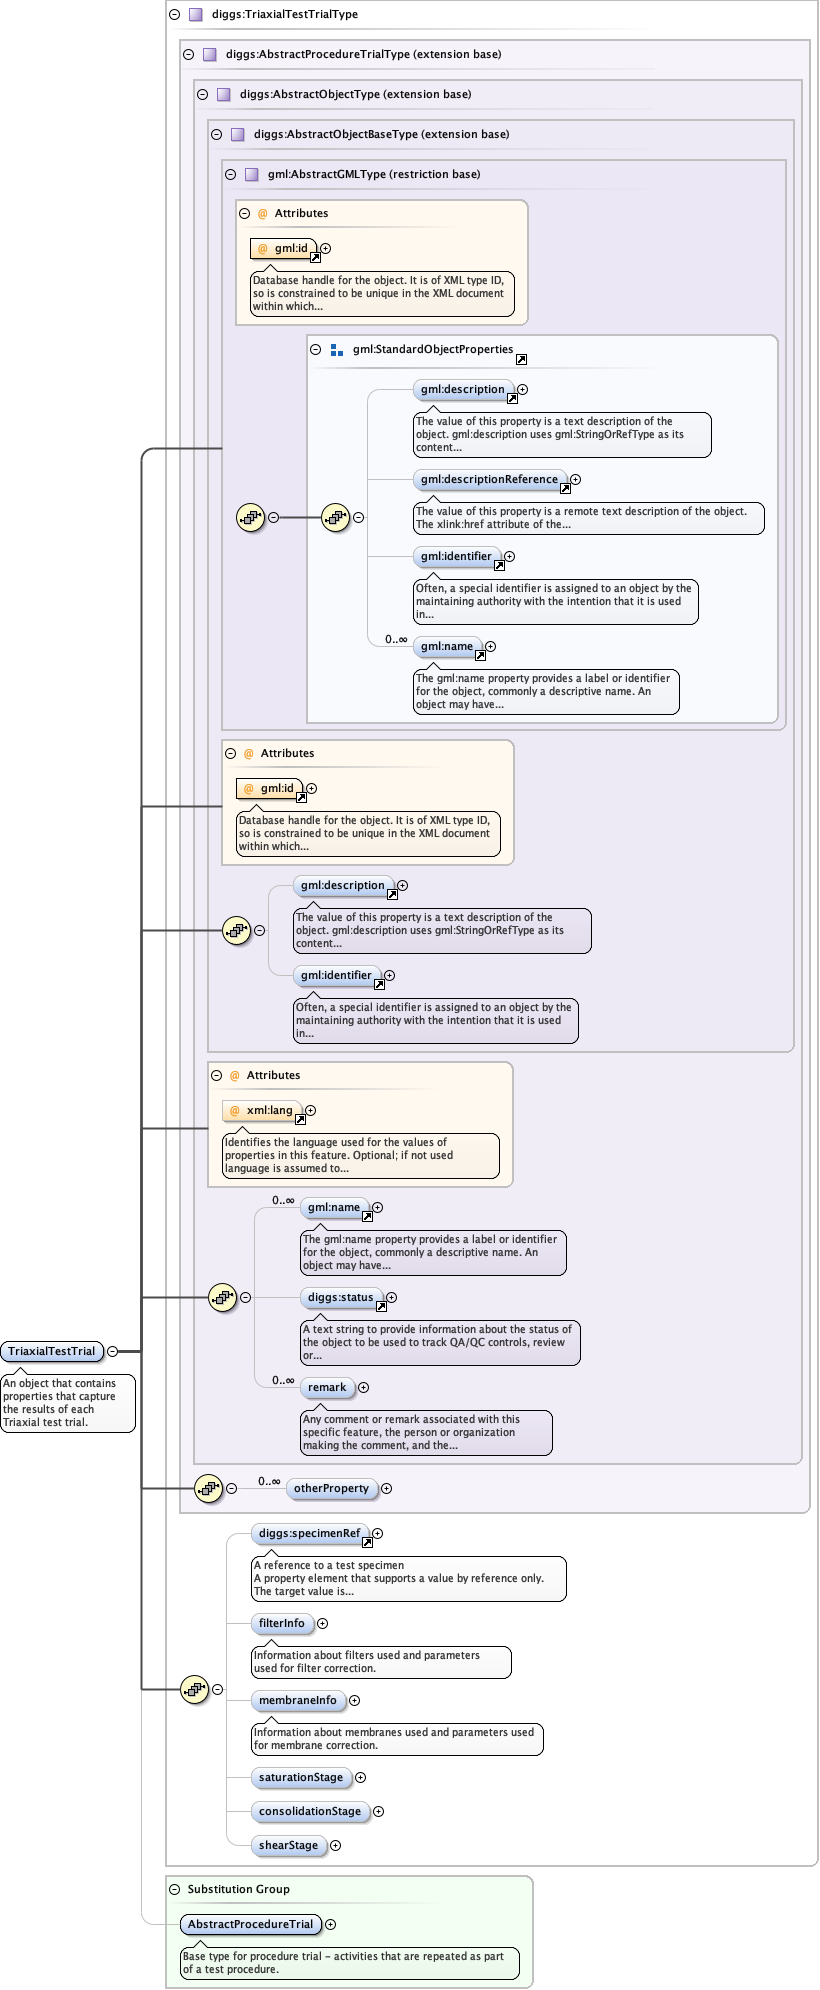 diggs:TriaxialTestTrialType
diggs:AbstractProcedureTrialType (extension base)
diggs:AbstractObjectType (extension base)
diggs:AbstractObjectBaseType (extension base)
gml:AbstractGMLType (restriction base)
@ Attributes
@ gml:id
Database handle for the object. It is of XML type ID,
so is constrained to be unique in the XML document
within which...
gml:StandardObjectProperties
gml:description
The value of this property is a text description of the
object. gml:description uses gml:StringOrRefType as its
content...
gml:descriptionReference
The value of this property is a remote text description of the object.
The xlink:href attribute of the...
gml:identifier
Often, a special identifier is assigned to an object by the
maintaining authority with the intention that it is used
in...
0..∞ gml:name
The gml:name property provides a label or identifier
for the object, commonly a descriptive name. An
object may have...
@ Attributes
@ gml:id
Database handle for the object. It is of XML type ID,
so is constrained to be unique in the XML document
within which...
gml:description
The value of this property is a text description of the
object. gml:description uses gml:StringOrRefType as its
content...
gml:identifier
Often, a special identifier is assigned to an object by the
maintaining authority with the intention that it is used
in...
@ Attributes
@ xml:lang
Identifies the language used for the values of
properties in this feature. Optional; if not used
language is assumed to...
0..∞ gml:name
The gml:name property provides a label or identifier
for the object, commonly a descriptive name. An
object may have...
diggs:status
A text string to provide information about the status of
the object to be used to track QA/QC controls, review
or...
0..∞ remark
Any comment or remark associated with this
specific feature, the person or organization
making the comment, and the...
TriaxialTestTrial
An object that contains
properties that capture
the results of each
Triaxial test trial.
0..∞ otherProperty
diggs:specimenRef
A reference to a test specimen
A property element that supports a value by reference only.
The target value is...
filterInfo
Information about filters used and parameters
used for filter correction.
membraneInfo
Information about membranes used and parameters used
for membrane correction.
saturationStage
consolidationStage
shearStage
Substitution Group
AbstractProcedureTrial
Base type for procedure trial – activities that are repeated as part
of a test procedure.